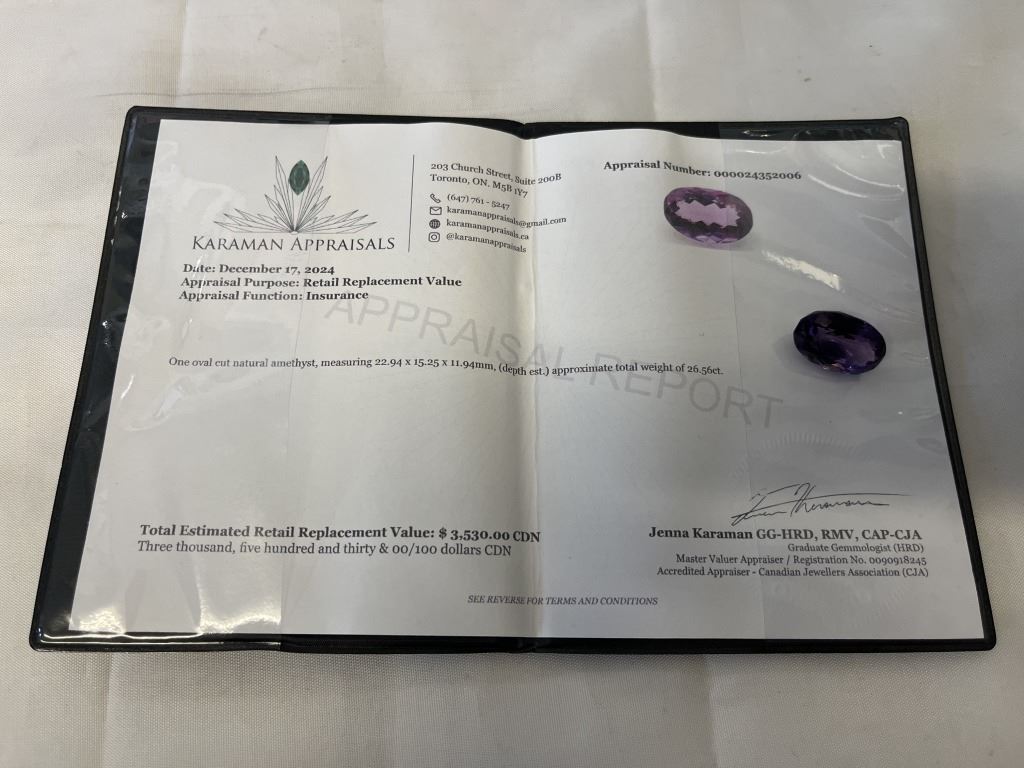 KARAMAN APPRAISALS
203 Church Street, Suite 200B
Toronto, ON. M5B 1Y7
(647) 761 - 5247
karamanappraisals@gmail.com
karamanappraisals.ca
@karamanappraisals
Appraisal Number: 000024352006
Date: December 17, 2024
Appraisal Purpose: Retail Replacement Value
Appraisal Function: Insurance
APPRAISAL REPORT
One oval cut natural amethyst, measuring 22.94 x 15.25 x 11.94mm, (depth est.) approximate total weight of 26.56ct.
Total Estimated Retail Replacement Value: $ 3,530.00 CDN
Three thousand, five hundred and thirty & 00/100 dollars CDN
Jenna Karaman GG-HRD, RMV, CAP-CJA
Graduate Gemmologist (HRD)
Master Valuer Appraiser / Registration No. 0090918245
Accredited Appraiser - Canadian Jewellers Association (CJA)
SEE REVERSE FOR TERMS AND CONDITIONS